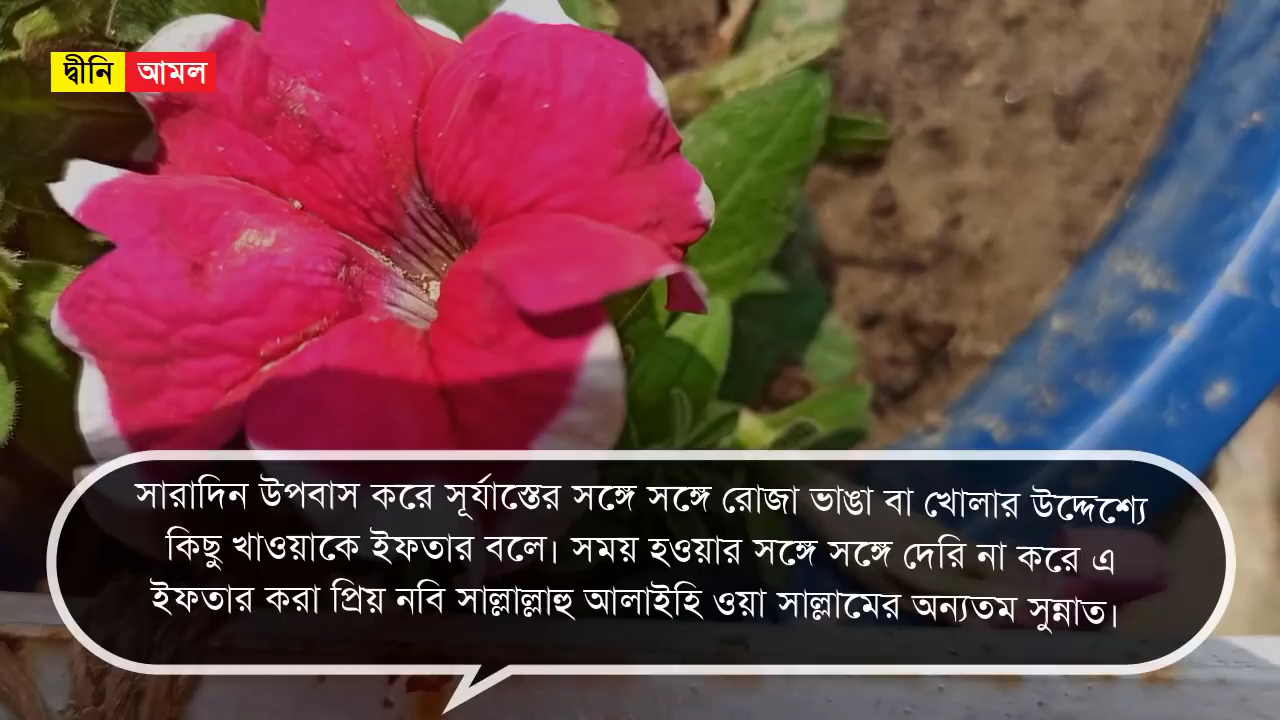 দ্বীনি আমল
সারাদিন উপবাস করে সূর্যাস্তের সঙ্গে সঙ্গে রোজা ভাঙা বা খোলার উদ্দেশ্যে
কিছু খাওয়াকে ইফতার বলে। সময় হওয়ার সঙ্গে সঙ্গে দেরি না করে এ
ইফতার করা প্রিয় নবি সাল্লাল্লাহু আলাইহি ওয়া সাল্লামের অন্যতম সুন্নাত।